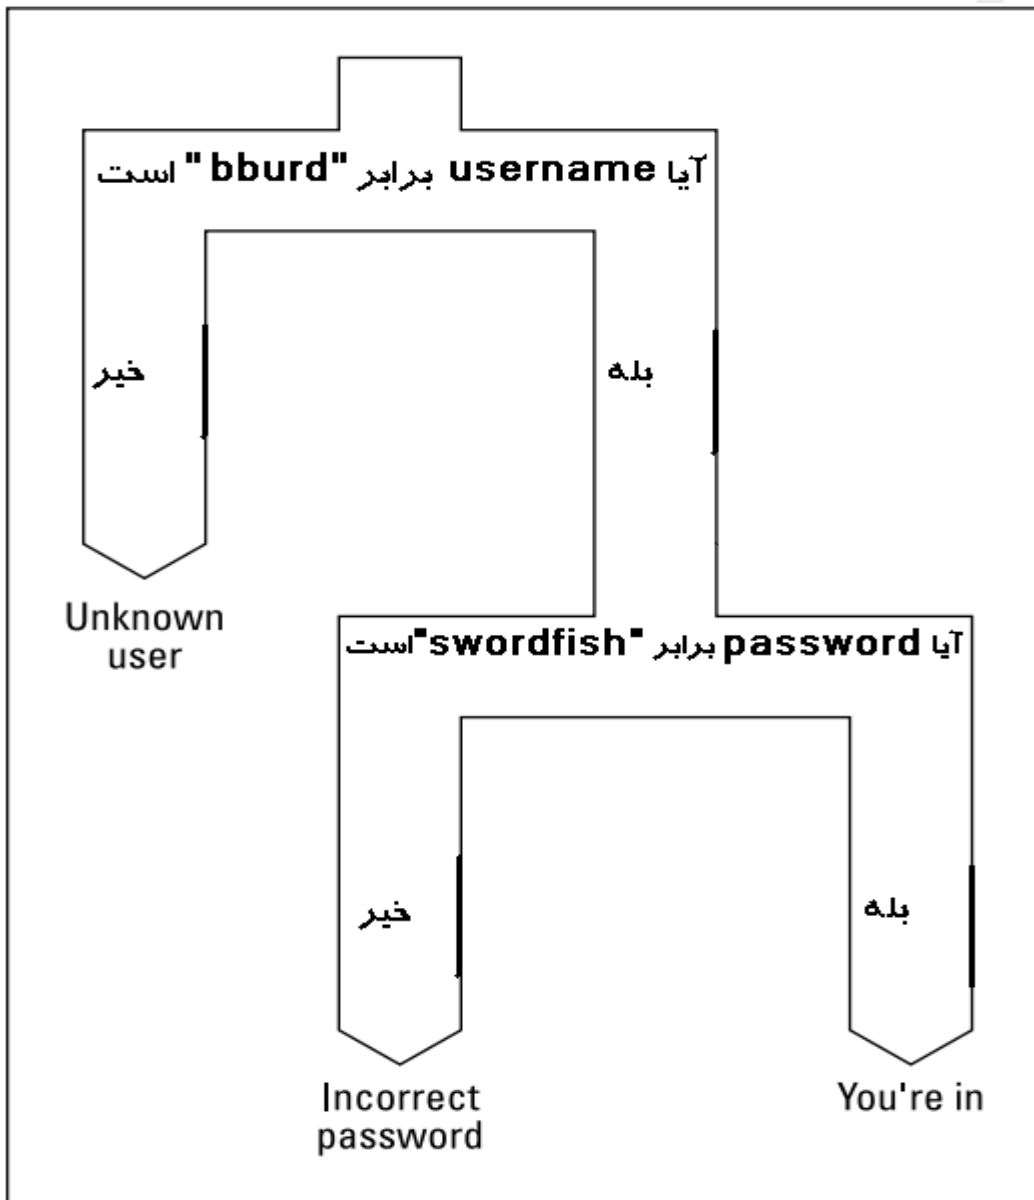 آیا username برابر "bburd" است
خیر
بله
Unknown
user
آیا password برابر "swordfish" است
خیر
بله
Incorrect
password
You're in